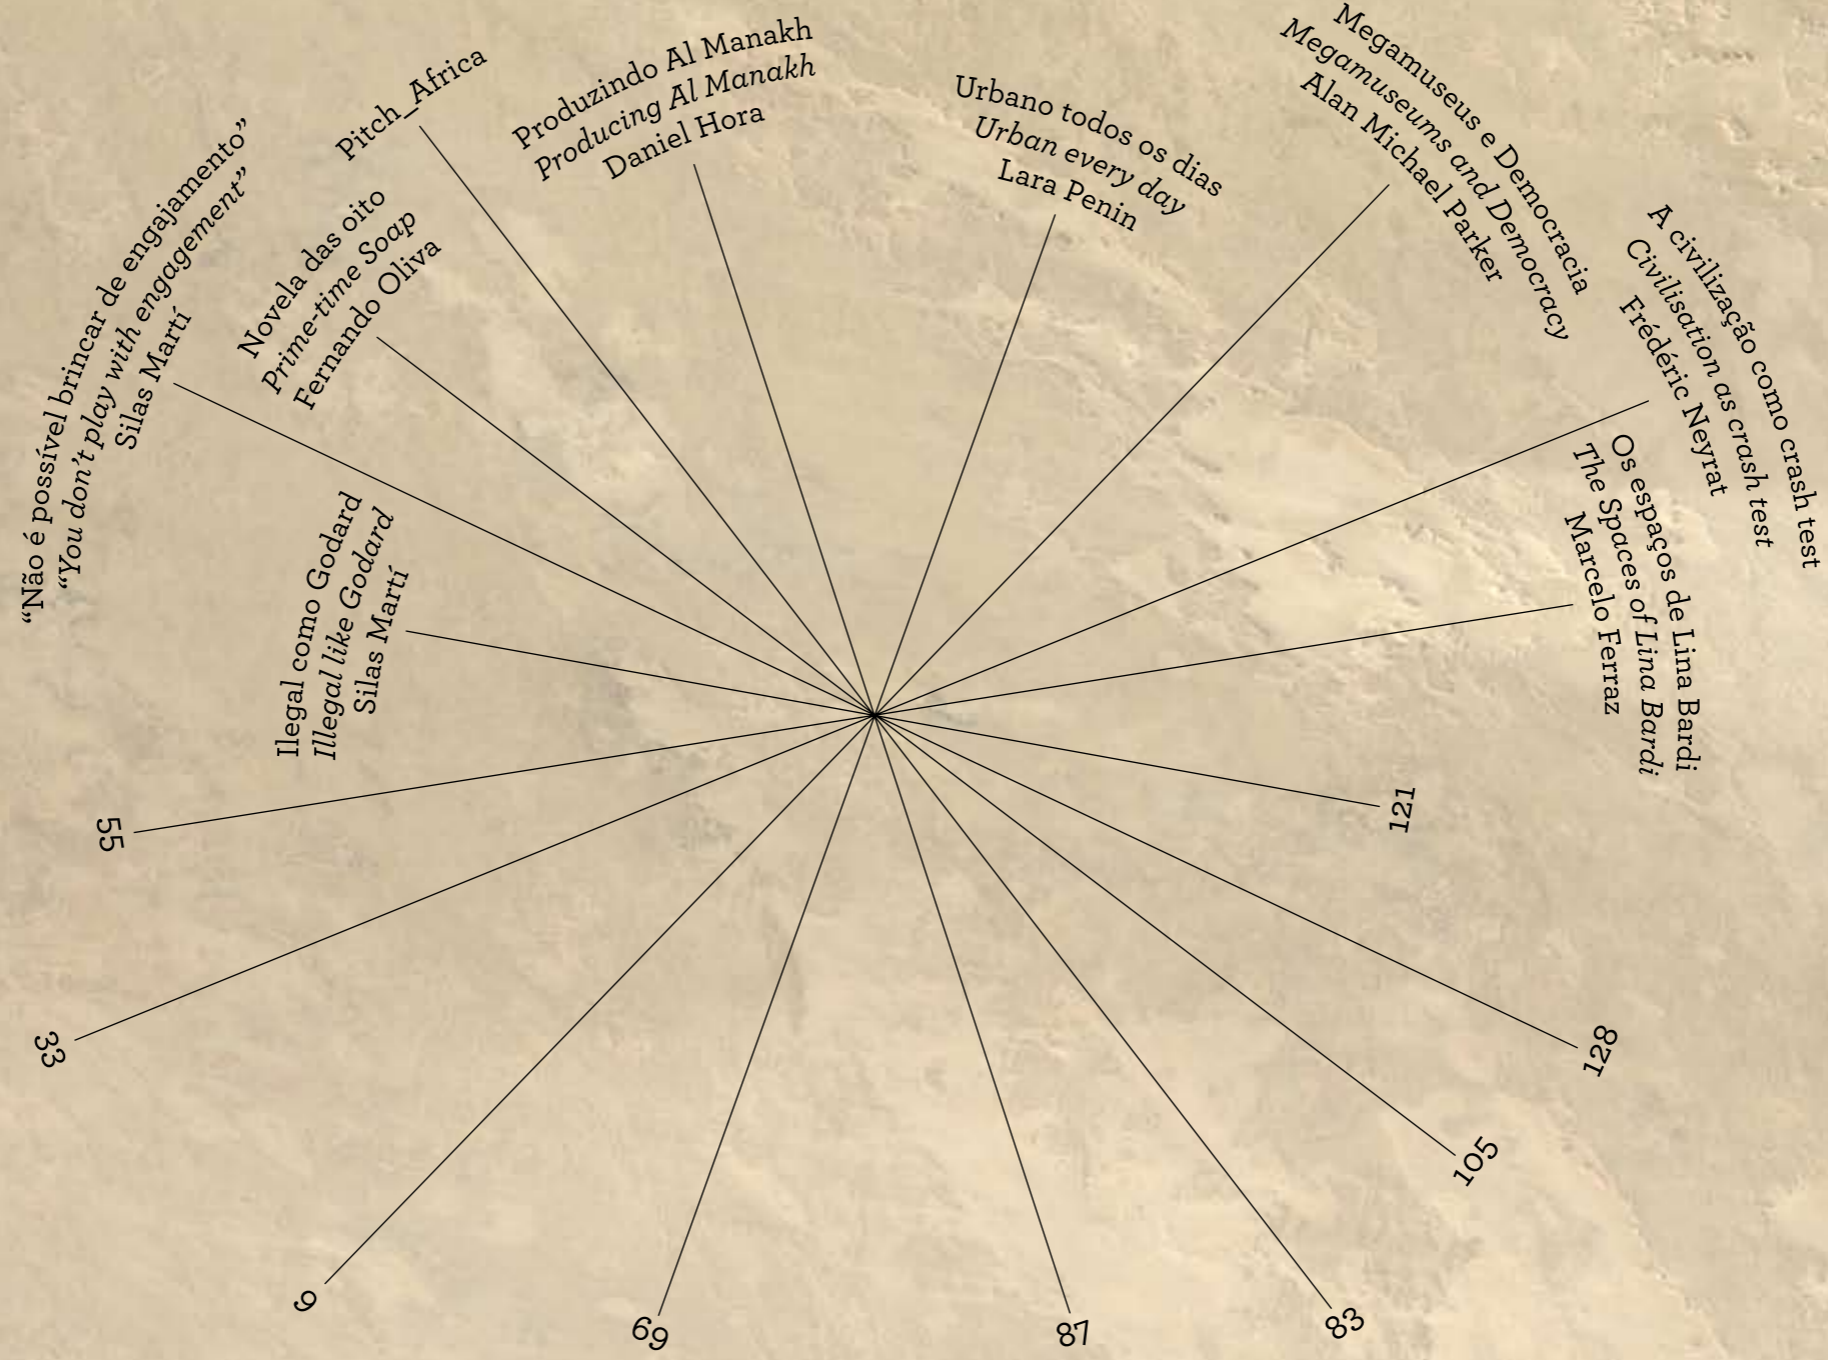 “Não é possível brincar de engajamento”
“You don’t play with engagement”
Silas Martí
Novela das oito
Prime-time Soap
Fernando Oliva
Pitch_Africa
Produzindo Al Manakh
Producing Al Manakh
Daniel Hora
Urbano todos os dias
Urban every day
Lara Penin
Megamuseus e Democracia
Megamuseums and Democracy
Alan Michael Parker
A civilização como crash test
Civilisation as crash test
Frédéric Neyrat
Os espaços de Lina Bardi
The Spaces of Lina Bardi
Marcelo Ferraz
Ilegal como Godard
Illegal like Godard
Silas Martí
55
33
9
69
87
83
105
128
121